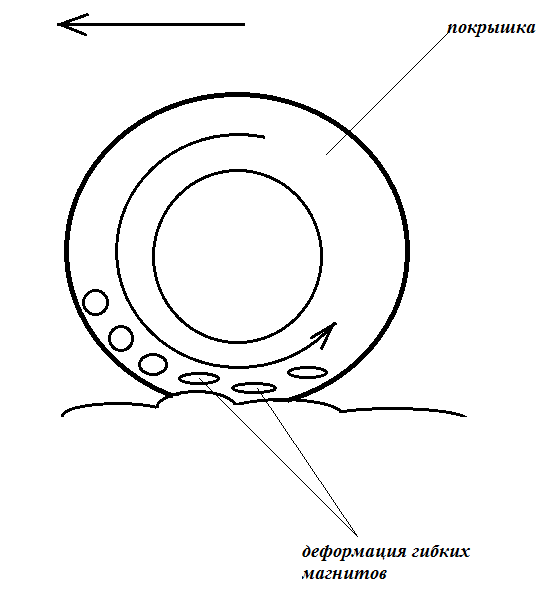 покрышка
деформация гибких
магнитов